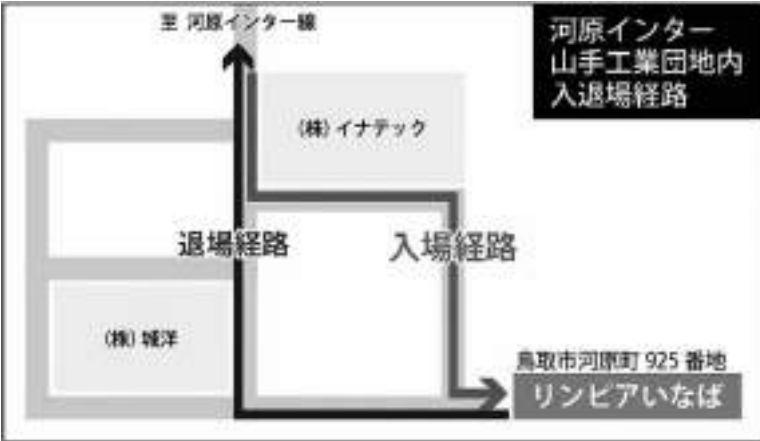 至 河原インター線
河原インター
山手工業団地内
入退場経路
(株) イナテック
退場経路
入場経路
(株) 城洋
鳥取市河原町 925 番地
リンピアいなば